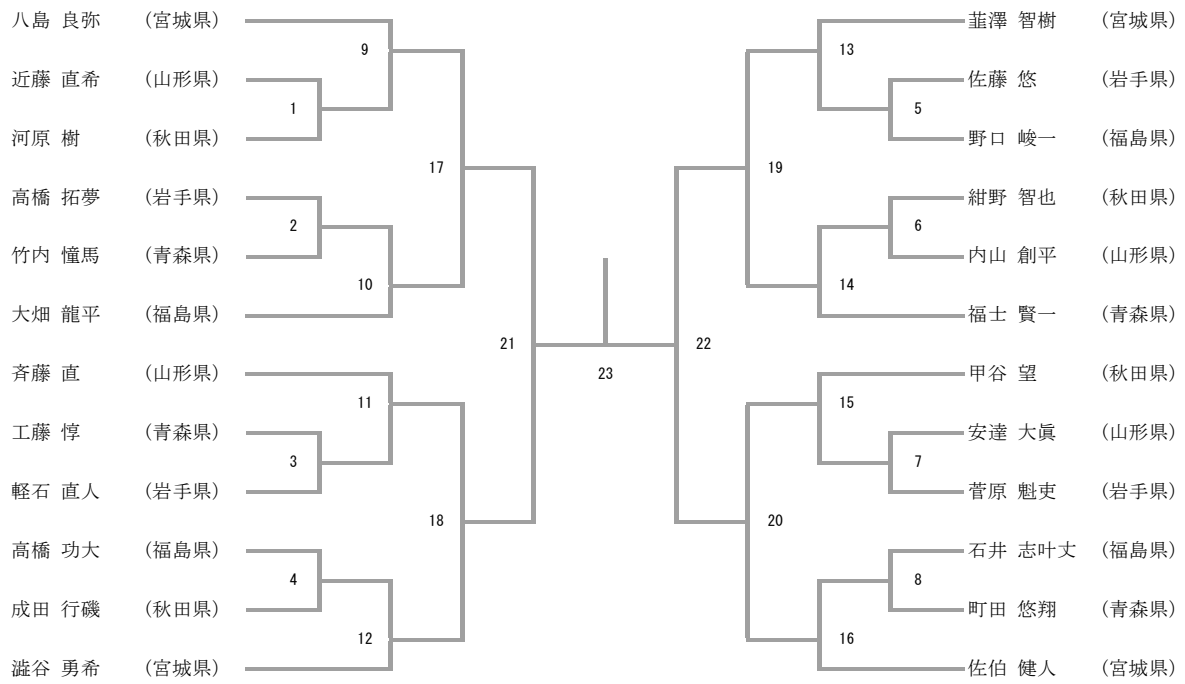 八島 良弥 (宮城県)
9
近藤 直希 (山形県)
1
河原 樹 (秋田県)
17
高橋 拓夢 (岩手県)
2
竹内 憧馬 (青森県)
10
大畑 龍平 (福島県)
21
斉藤 直 (山形県)
11
工藤 惇 (青森県)
3
軽石 直人 (岩手県)
18
高橋 功大 (福島県)
4
成田 行磯 (秋田県)
12
澁谷 勇希 (宮城県)
23
韮澤 智樹 (宮城県)
13
佐藤 悠 (岩手県)
5
野口 峻一 (福島県)
19
紺野 智也 (秋田県)
6
内山 創平 (山形県)
14
福士 賢一 (青森県)
22
甲谷 望 (秋田県)
15
安達 大眞 (山形県)
7
菅原 魁吏 (岩手県)
20
石井 志叶丈 (福島県)
8
町田 悠翔 (青森県)
16
佐伯 健人 (宮城県)